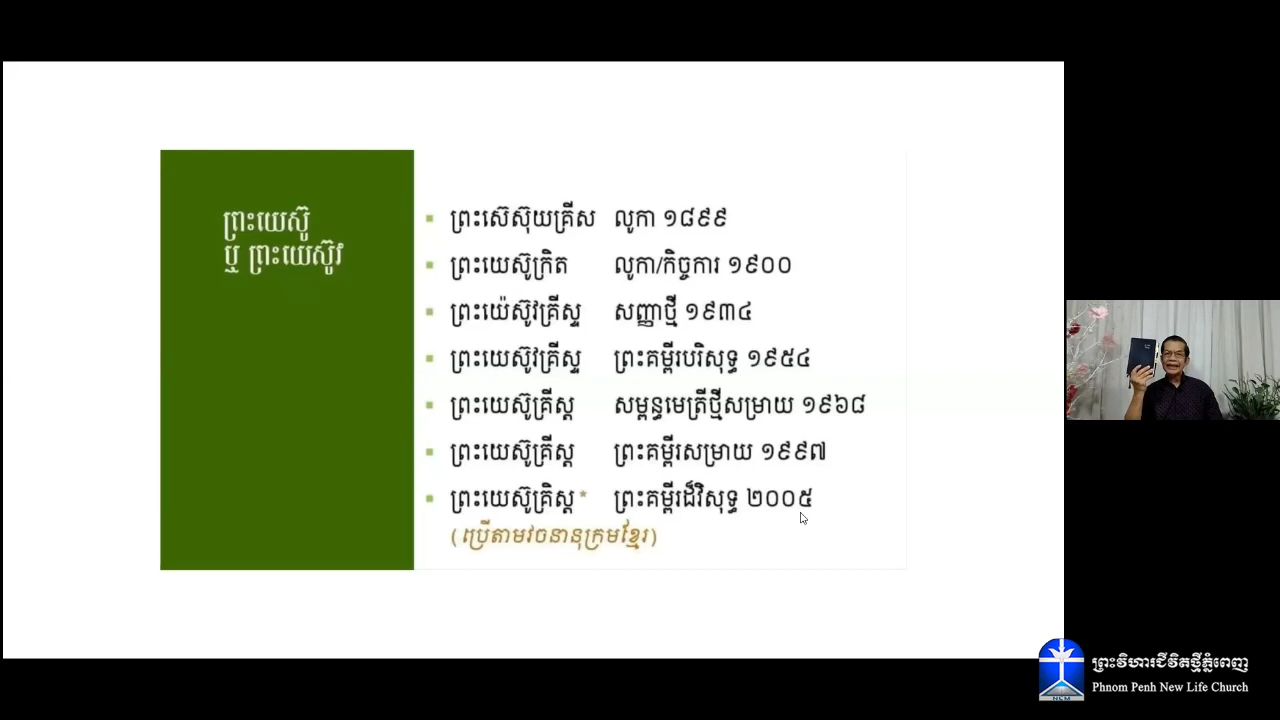 ព្រះយេស៊ូ
ឬ ព្រះយេស៊ូវ
▪ ព្រះស៊េស៊ុយគ្រីស លូកា ១៨៩៩
▪ ព្រះយេស៊ូក្រិត លូកា/កិច្ចការ ១៩០០
▪ ព្រះយ៉េស៊ូវគ្រីស្ទ សញ្ញាថ្មី ១៩៣៤
▪ ព្រះយេស៊ូវគ្រីស្ទ ព្រះគម្ពីរបរិសុទ្ធ ១៩៥៤
▪ ព្រះយេស៊ូគ្រីស្ត សម្ពន្ធមេត្រីថ្មីសម្រាយ ១៩៦៨
▪ ព្រះយេស៊ូគ្រីស្ត ព្រះគម្ពីរសម្រាយ ១៩៩៧
▪ ព្រះយេស៊ូគ្រិស្ត * ព្រះគម្ពីរដ៏វិសុទ្ធ ២០០៥
(ប្រើតាមវចនានុក្រមខ្មែរ)
ព្រះវិហារជីវិតថ្មីភ្នំពេញ
Phnom Penh New Life Church
NCM